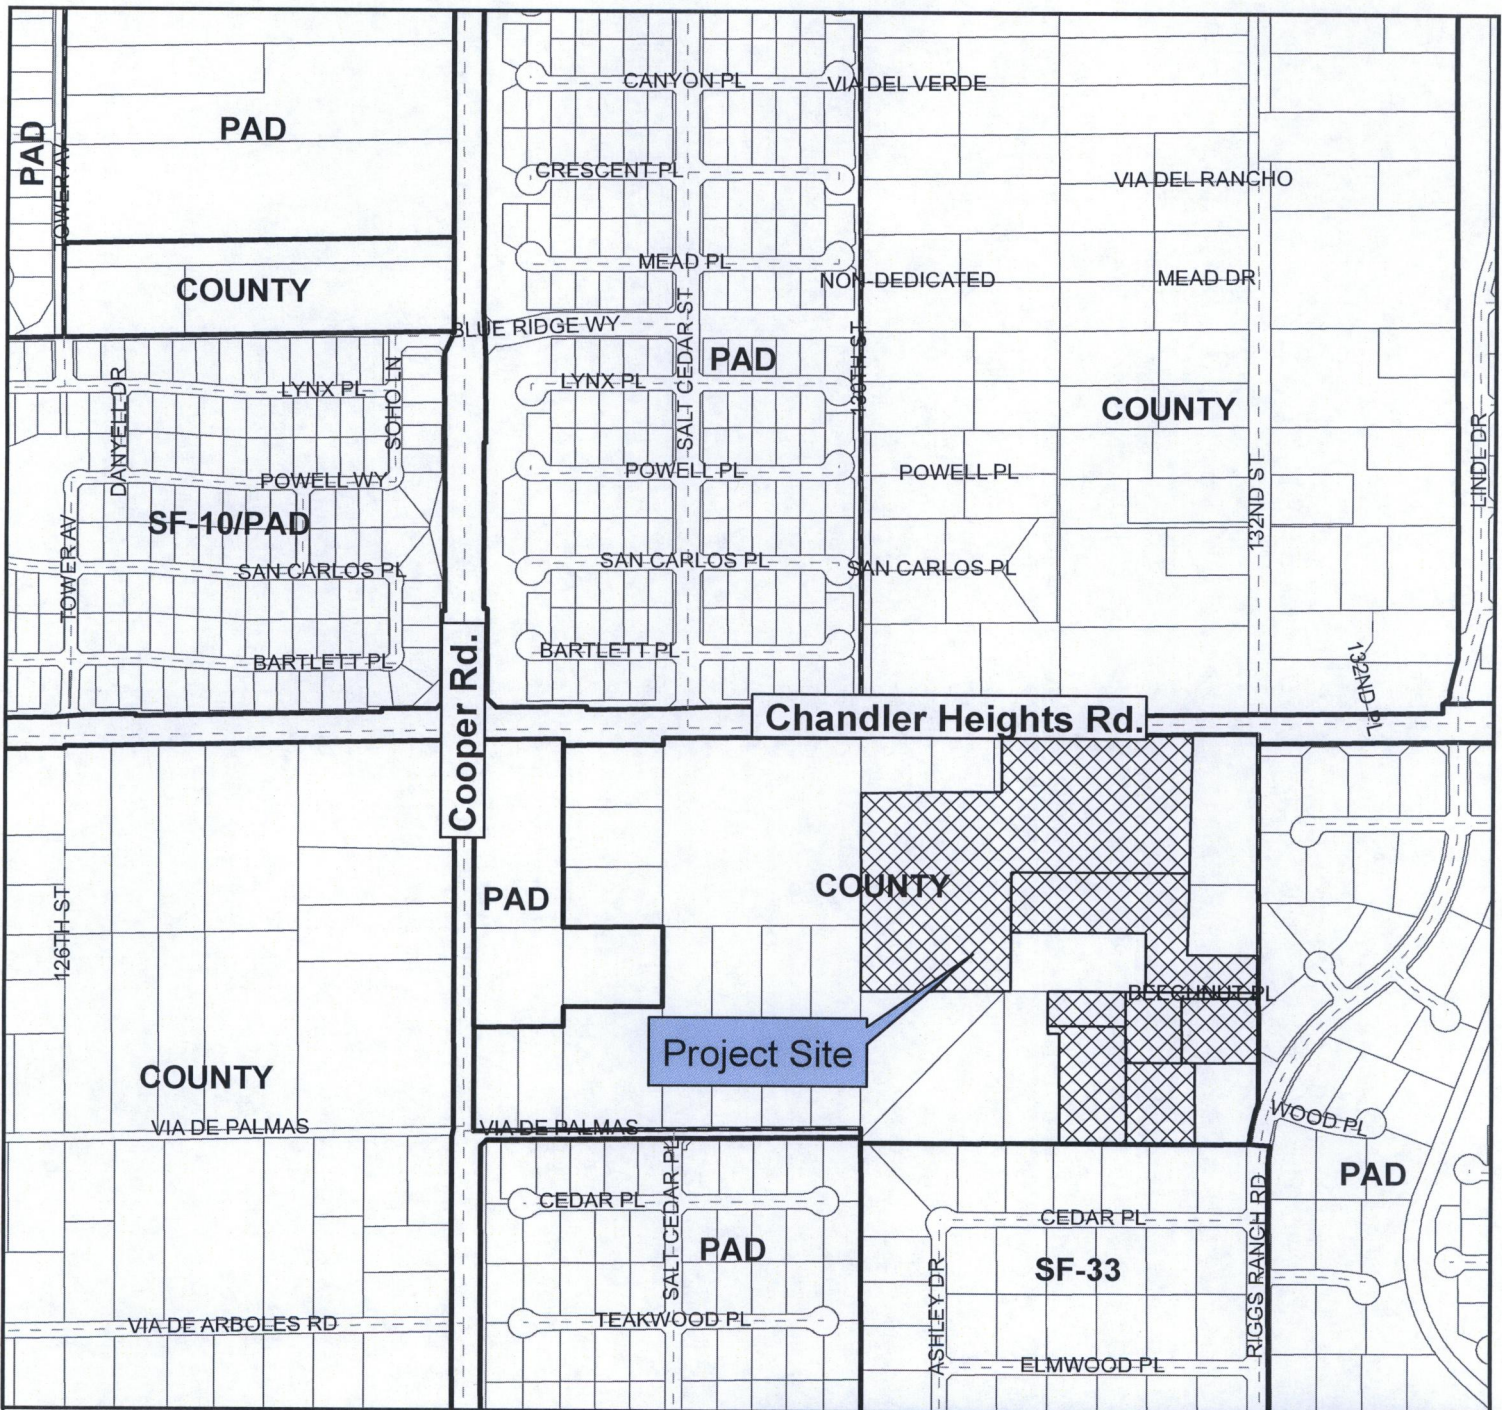 CANYON PL
VIA DEL VERDE
PAD
PAD
TOWER AV
CRESCENT PL
VIA DEL RANCHO
MEAD PL
NON-DEDICATED
MEAD DR
COUNTY
BLUE RIDGE WY
SALT CEDAR ST
PAD
130TH ST
LYNX PL
LYNX PL
DANYELL DR
SOHO LN
COUNTY
LINDL DR
POWELL WY
POWELL PL
POWELL PL
132ND ST
SF-10/PAD
TOWER AV
SAN CARLOS PL
SAN CARLOS PL
SAN CARLOS PL
BARTLETT PL
BARTLETT PL
132ND PL
Cooper Rd.
Chandler Heights Rd.
126TH ST
PAD
COUNTY
BEECHNUT PL
Project Site
COUNTY
VIA DE PALMAS
VIA DE PALMAS
WOOD PL
PAD
CEDAR PL
SALT CEDAR PL
CEDAR PL
PAD
SF-33
ASHLEY DR
RIGGS RANCH RD
VIA DE ARBOLES RD
TEAKWOOD PL
ELMWOOD PL